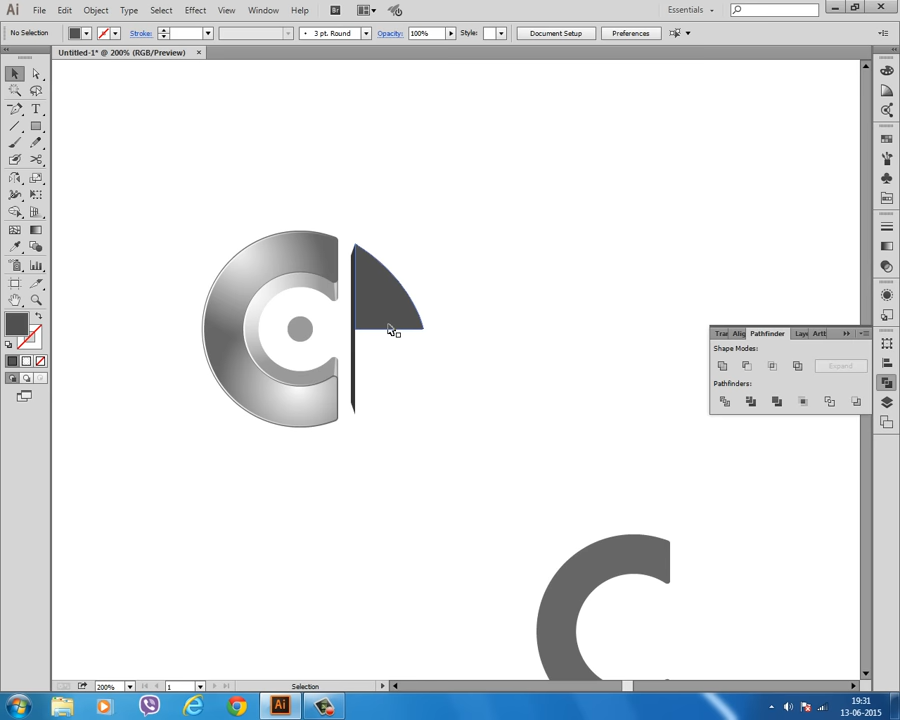 Ai
File Edit Object Type Select Effect View Window Help
Br
Essentials
No Selection
Stroke:
3 pt. Round
Opacity: 100%
Style:
Document Setup
Preferences
Untitled-1* @ 200% (RGB/Preview) ×
Pathfinder
Shape Modes:
Expand
Pathfinders:
200%
1
Selection
Ai
19:31
13-06-2015